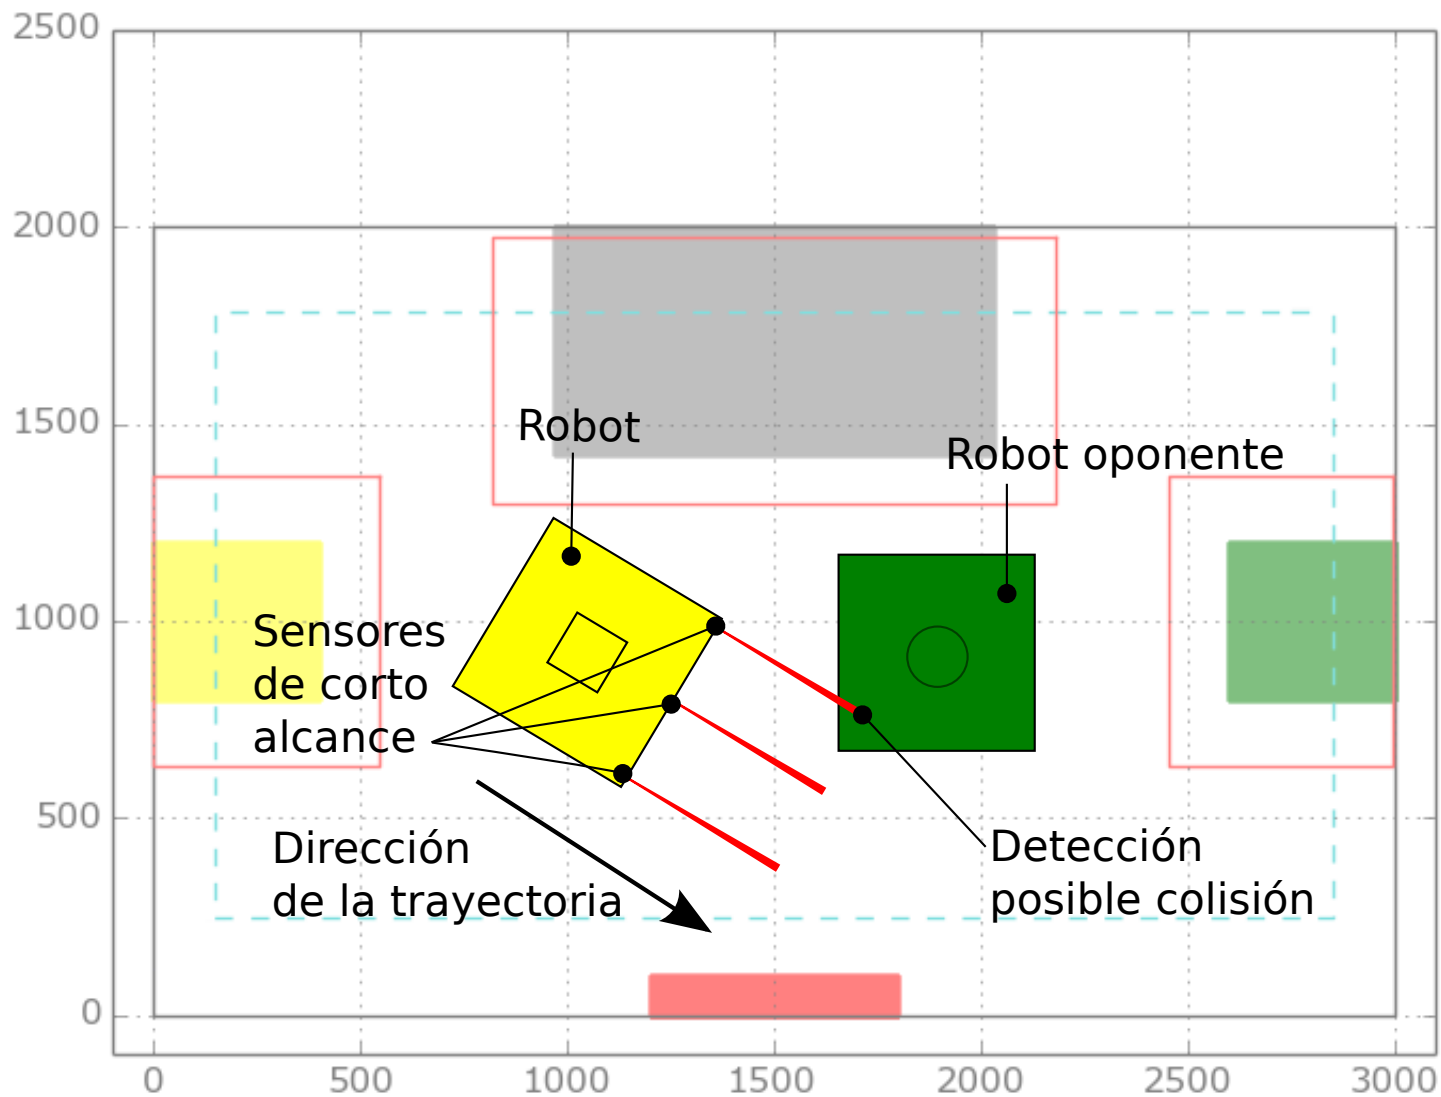 2500
2000
1500
1000
500
0
Robot
Robot oponente
Sensores
de corto
alcance
Dirección
de la trayectoria
Detección
posible colisión
0 500 1000 1500 2000 2500 3000